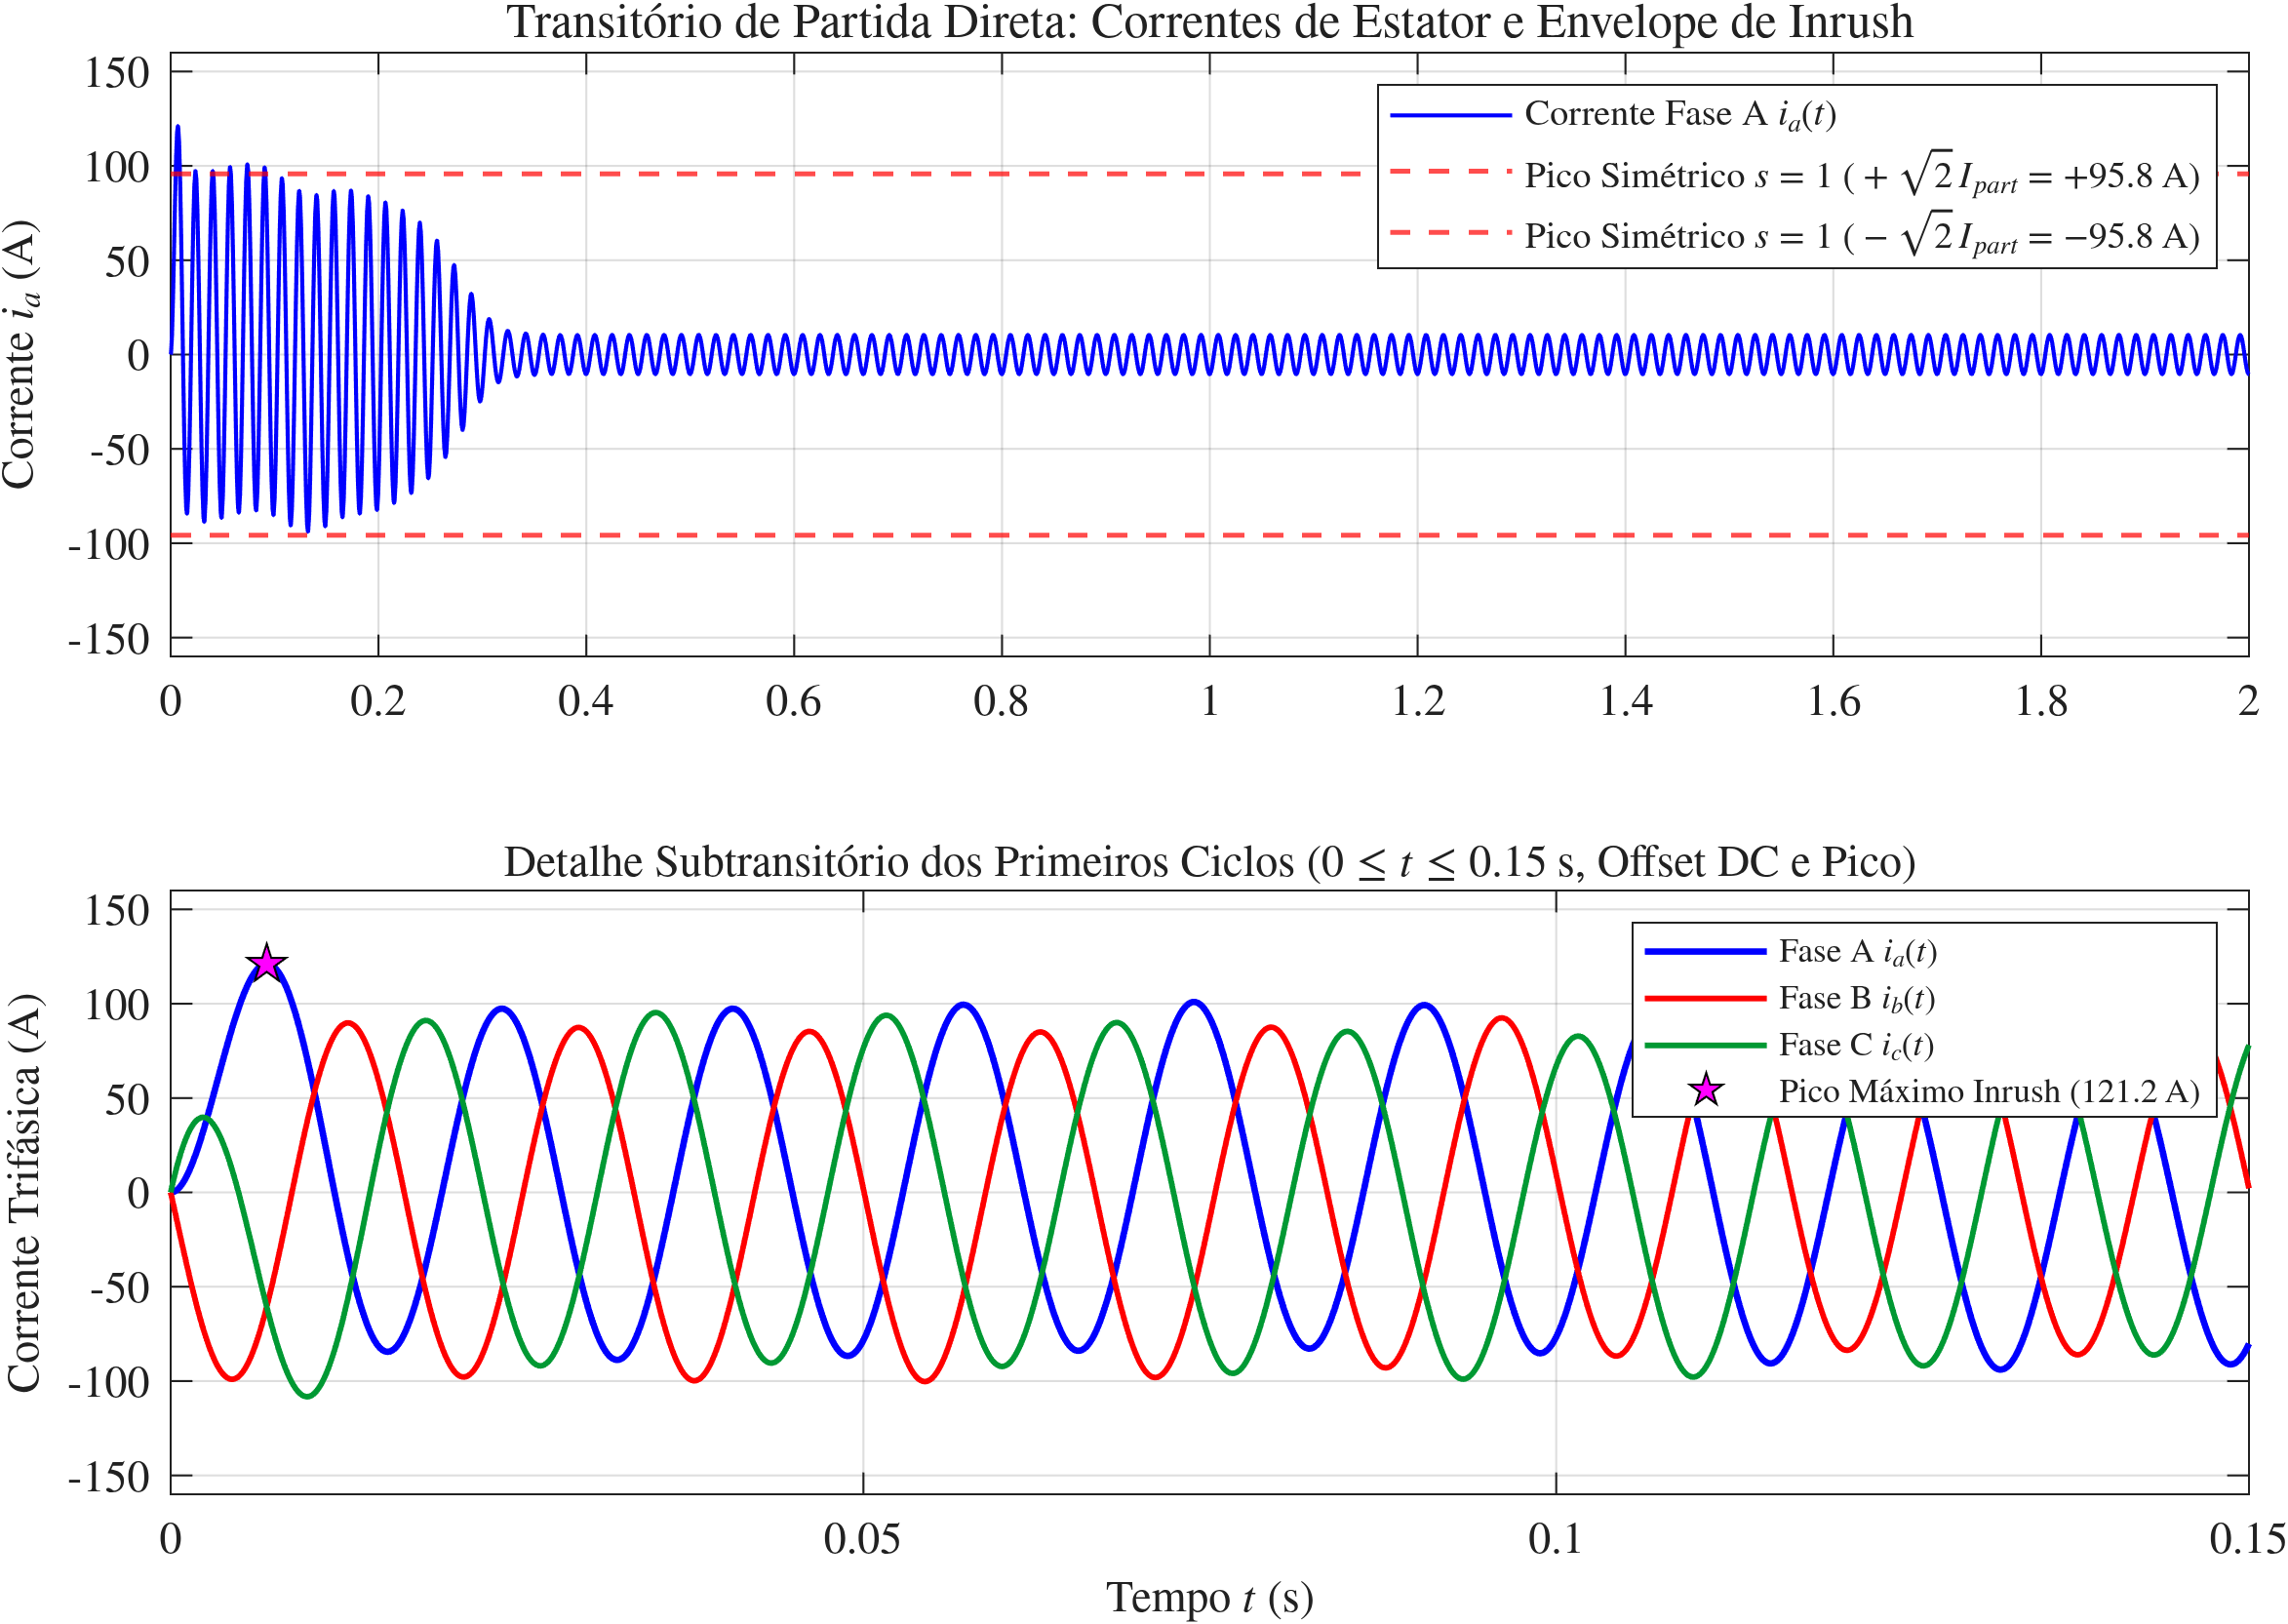 Transitório de Partida Direta: Correntes de Estator e Envelope de Inrush
150
100
50
0
-50
-100
-150
Corrente i_a (A)
Corrente Fase A i_a(t)
Pico Simétrico s = 1 ( + √2 I_part = +95.8 A)
Pico Simétrico s = 1 ( − √2 I_part = −95.8 A)
0 0.2 0.4 0.6 0.8 1 1.2 1.4 1.6 1.8 2
Detalhe Subtransitório dos Primeiros Ciclos (0 ≤ t ≤ 0.15 s, Offset DC e Pico)
150
100
50
0
-50
-100
-150
Corrente Trifásica (A)
Fase A i_a(t)
Fase B i_b(t)
Fase C i_c(t)
Pico Máximo Inrush (121.2 A)
0 0.05 0.1 0.15
Tempo t (s)